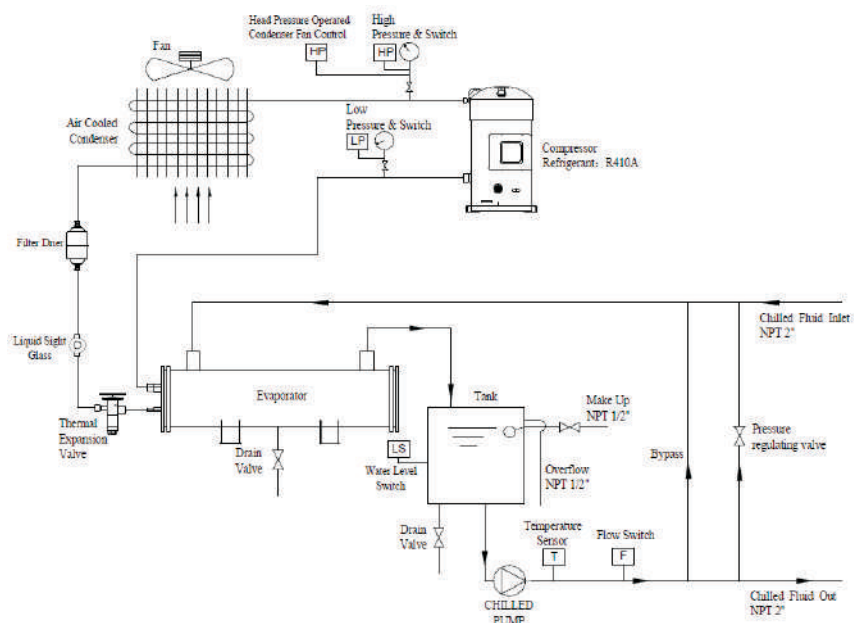 Head Pressure Operated
Condenser Fan Control
HP
High
Pressure & Switch
HP
Fan
Air Cooled
Condenser
Low
Pressure & Switch
LP
Compressor
Refrigerant: R410A
Filter Drier
Liquid Sight
Glass
Thermal
Expansion
Valve
Evaporator
Drain
Valve
LS
Water Level
Switch
Tank
Make Up
NPT 1/2"
Overflow
NPT 1/2"
Drain
Valve
CHILLED
PUMP
Temperature
Sensor
T
Flow Switch
F
Bypass
Pressure
regulating valve
Chilled Fluid Inlet
NPT 2"
Chilled Fluid Out
NPT 2"